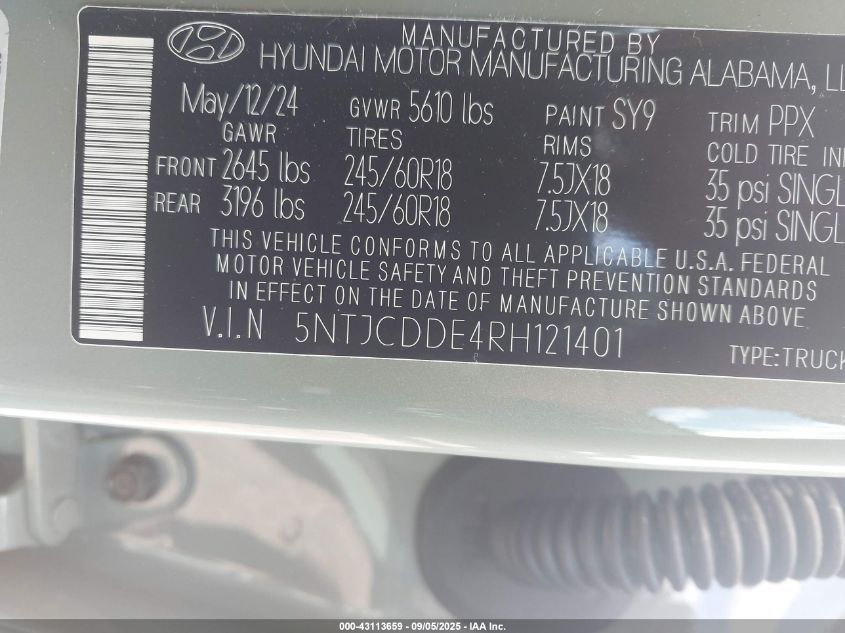 MANUFACTURED BY
HYUNDAI MOTOR MANUFACTURING ALABAMA, LL
May/12/24 GVWR 5610 lbs PAINT SY9 TRIM PPX
GAWR TIRES RIMS COLD TIRE IN
FRONT 2645 lbs 245/60R18 7.5JX18 35 psi SINGL
REAR 3196 lbs 245/60R18 7.5JX18 35 psi SINGL
THIS VEHICLE CONFORMS TO ALL APPLICABLE U.S.A. FEDERAL
MOTOR VEHICLE SAFETY AND THEFT PREVENTION STANDARDS
IN EFFECT ON THE DATE OF MANUFACTURE SHOWN ABOVE
V.I.N 5NTJCDDE4RH121401
TYPE:TRUCK
000-43113659 - 09/05/2025 - IAA Inc.